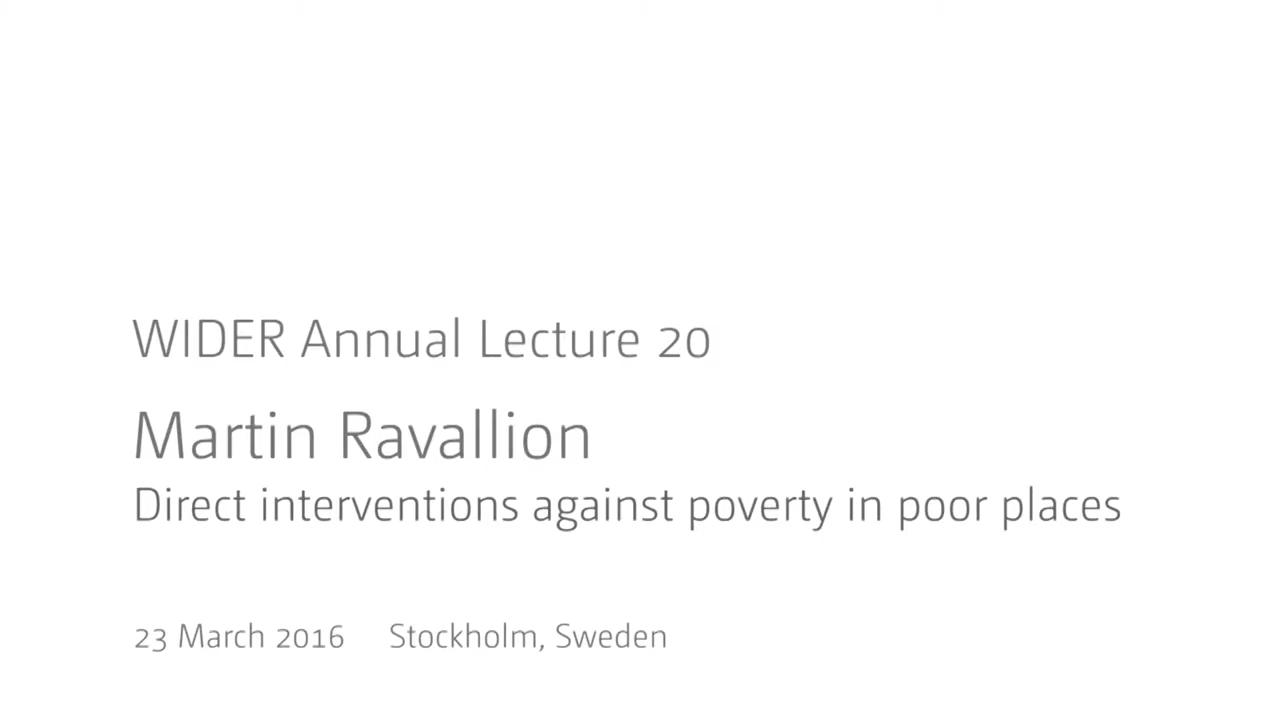 WIDER Annual Lecture 20
Martin Ravallion
Direct interventions against poverty in poor places
23 March 2016 Stockholm, Sweden